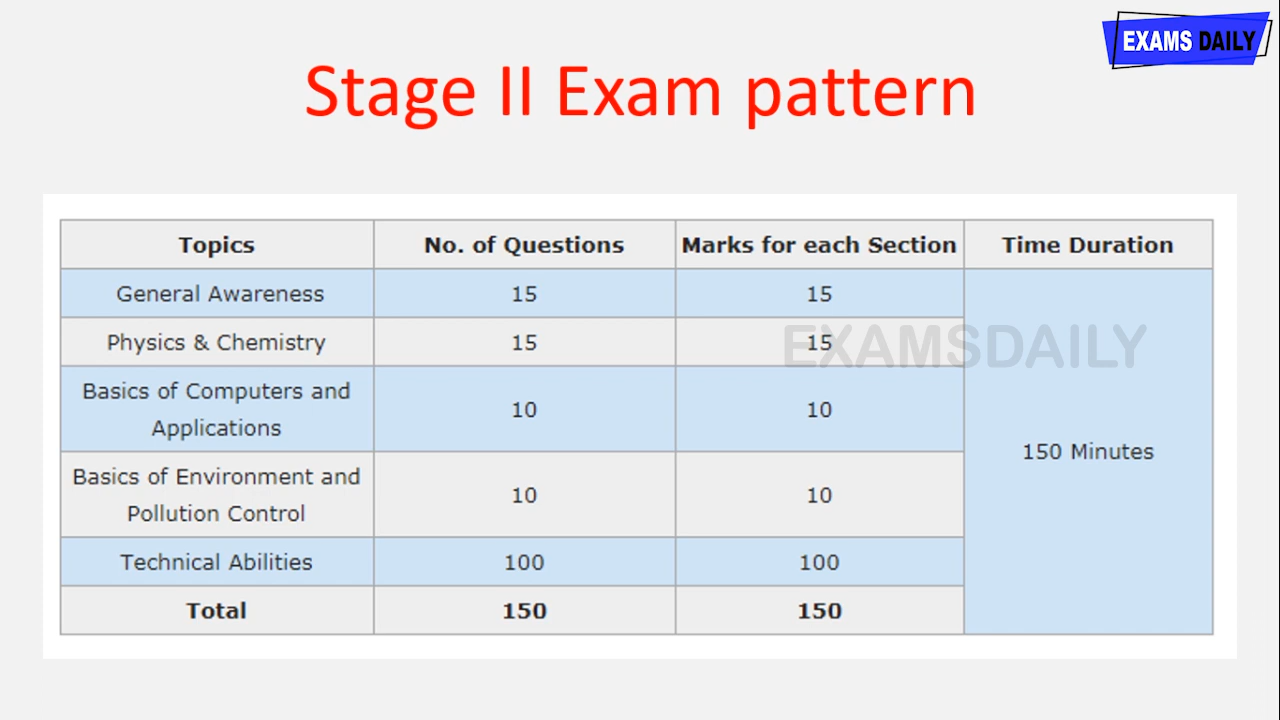 EXAMS DAILY
Stage II Exam pattern
Topics No. of Questions Marks for each Section Time Duration
General Awareness 15 15
Physics & Chemistry 15 15
EXAMSDAILY
Basics of Computers and
Applications 10 10
150 Minutes
Basics of Environment and
Pollution Control 10 10
Technical Abilities 100 100
Total 150 150